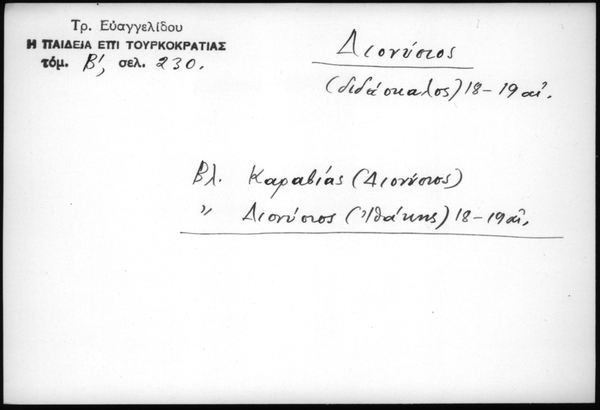 Τρ. Εὐαγγελίδου
Η ΠΑΙΔΕΙΑ ΕΠΙ ΤΟΥΡΚΟΚΡΑΤΙΑΣ
τόμ. Β', σελ. 230.
Διονύσιος
(διδάσκαλος) 18-19 αἰ.
Βλ. Καραβίας (Διονύσιος)
" Διονύσιος (Ἰθάκης) 18-19 αἰ.